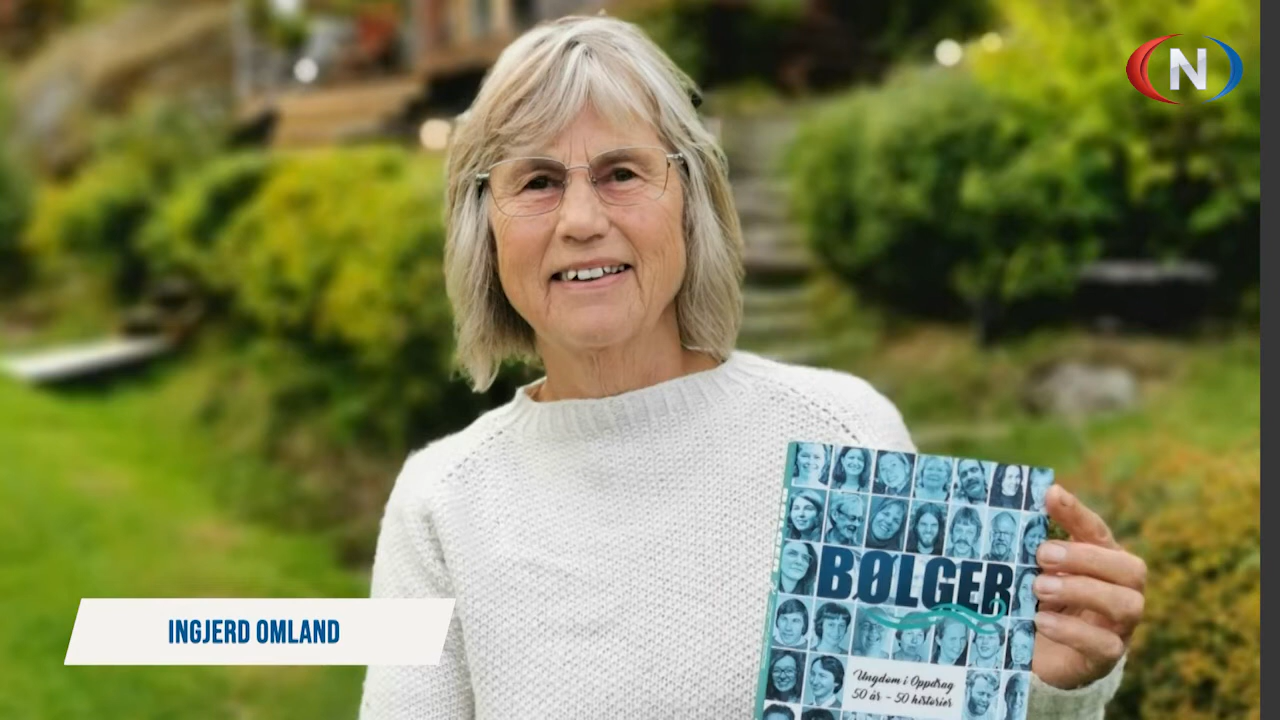 N
INGJERD OMLAND
BØLGER
Ungdom i Oppdrag
50 år - 50 historier